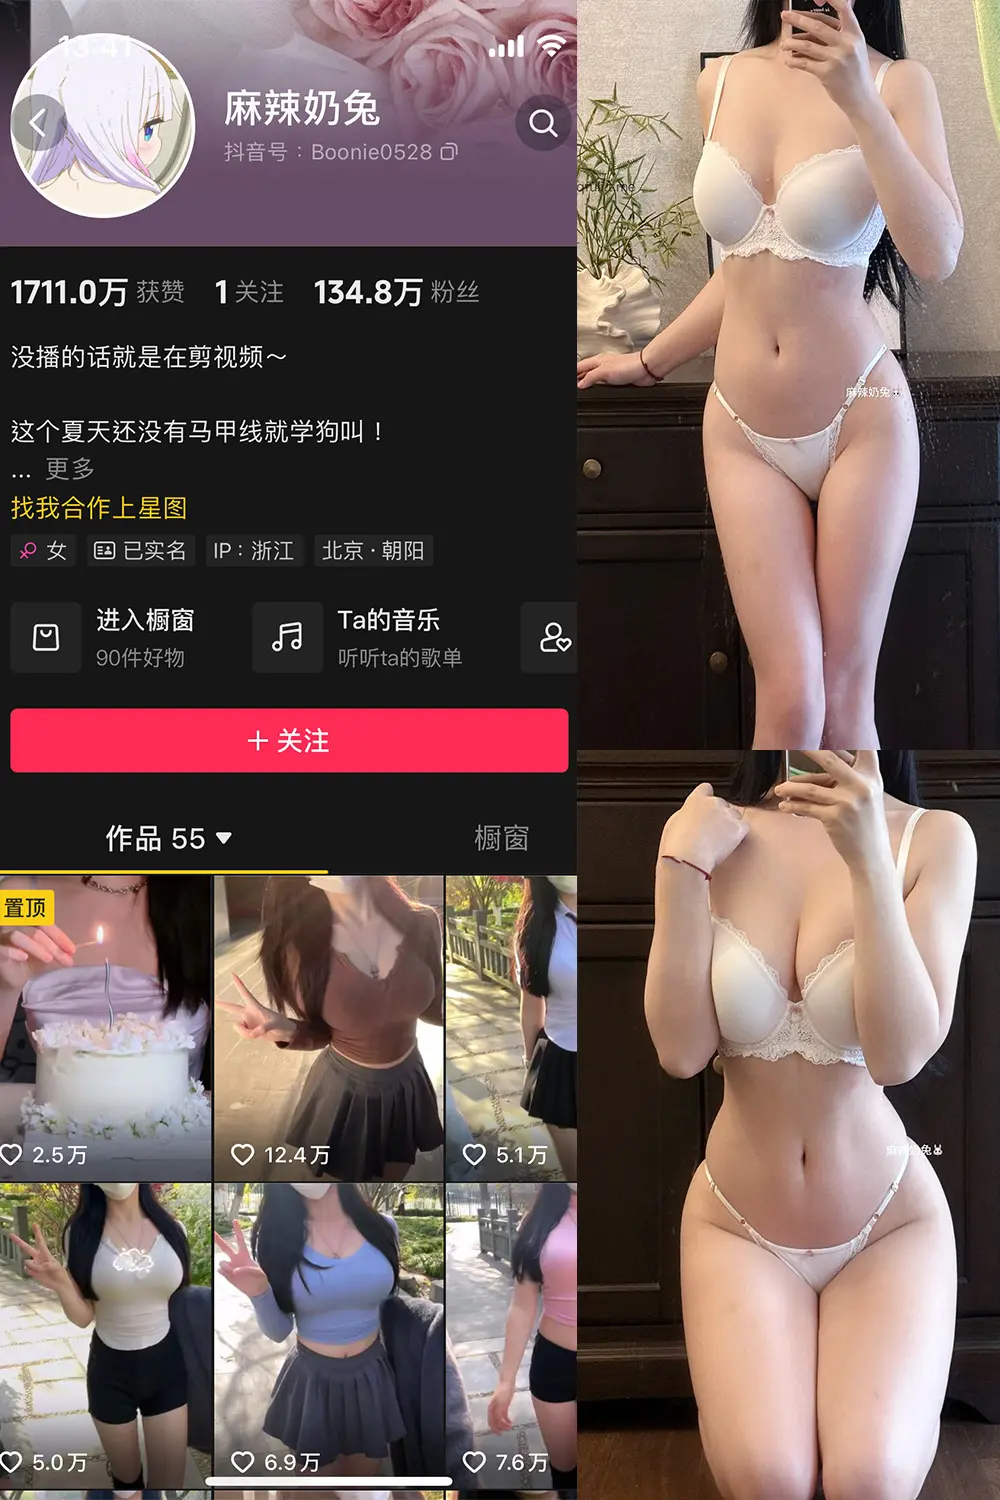 13:41
麻辣奶兔
抖音号：Boonie0528
1711.0万 获赞 1 关注 134.8万 粉丝
没播的话就是在剪视频～
这个夏天还没有马甲线就学狗叫！
... 更多
找我合作上星图
女 已实名 IP：浙江 北京·朝阳
进入橱窗
90件好物
Ta的音乐
听听ta的歌单
＋关注
作品 55 橱窗
置顶
2.5万 12.4万 5.1万
5.0万 6.9万 7.6万
麻辣奶兔
麻辣奶兔